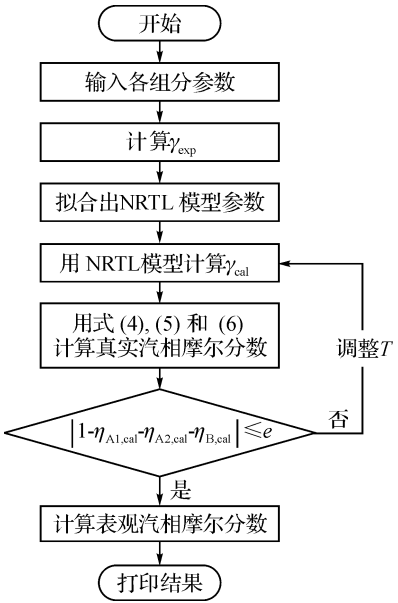 开始
输入各组分参数
计算γexp
拟合出NRTL 模型参数
用 NRTL模型计算γcal
用式 (4), (5) 和 (6)
计算真实汽相摩尔分数
调整T
|1-ηA1,cal-ηA2,cal-ηB,cal|≤e
否
是
计算表观汽相摩尔分数
打印结果